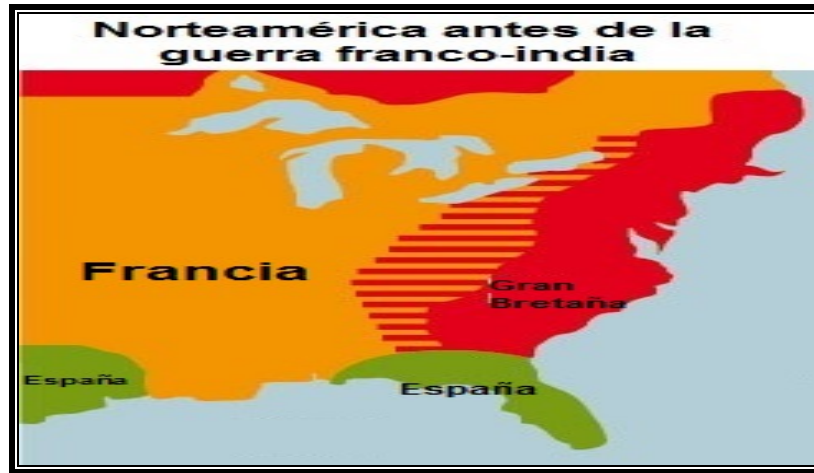 Norteamérica antes de la
guerra franco-india
Francia
Gran
Bretaña
España
España